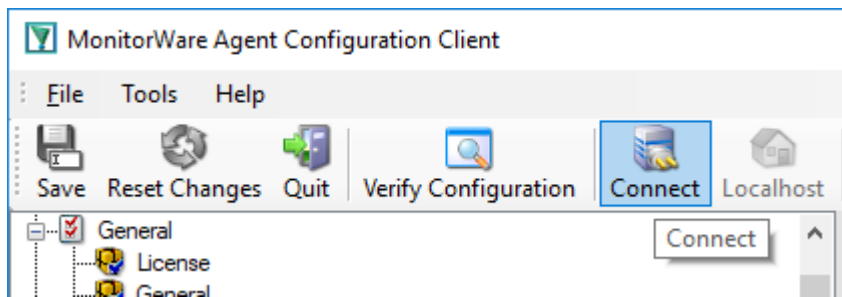 MonitorWare Agent Configuration Client
File Tools Help
Save Reset Changes Quit Verify Configuration Connect Localhost
General Connect
License
General